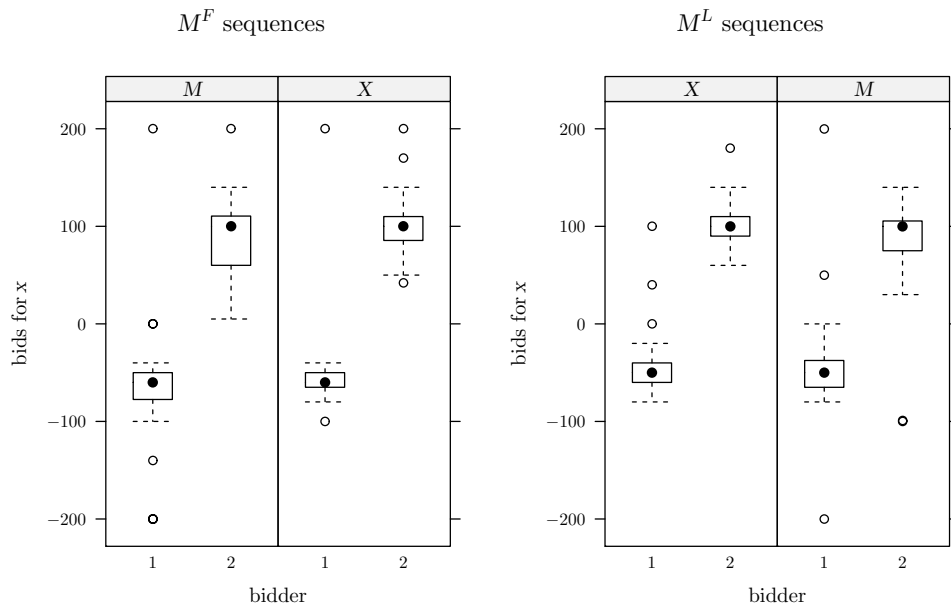 M^F sequences
M^L sequences
M X
X M
bids for x
200
100
0
−100
−200
1 2 1 2
bidder
bids for x
200
100
0
−100
−200
1 2 1 2
bidder